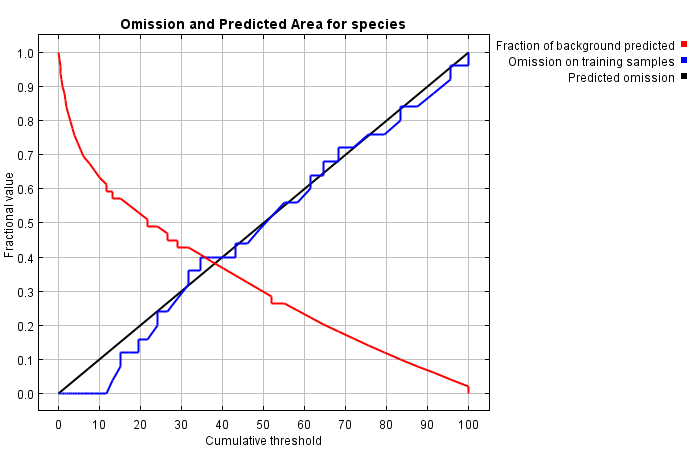 Omission and Predicted Area for species
Fraction of background predicted
Omission on training samples
Predicted omission
Fractional value
1.0
0.9
0.8
0.7
0.6
0.5
0.4
0.3
0.2
0.1
0.0
0 10 20 30 40 50 60 70 80 90 100
Cumulative threshold